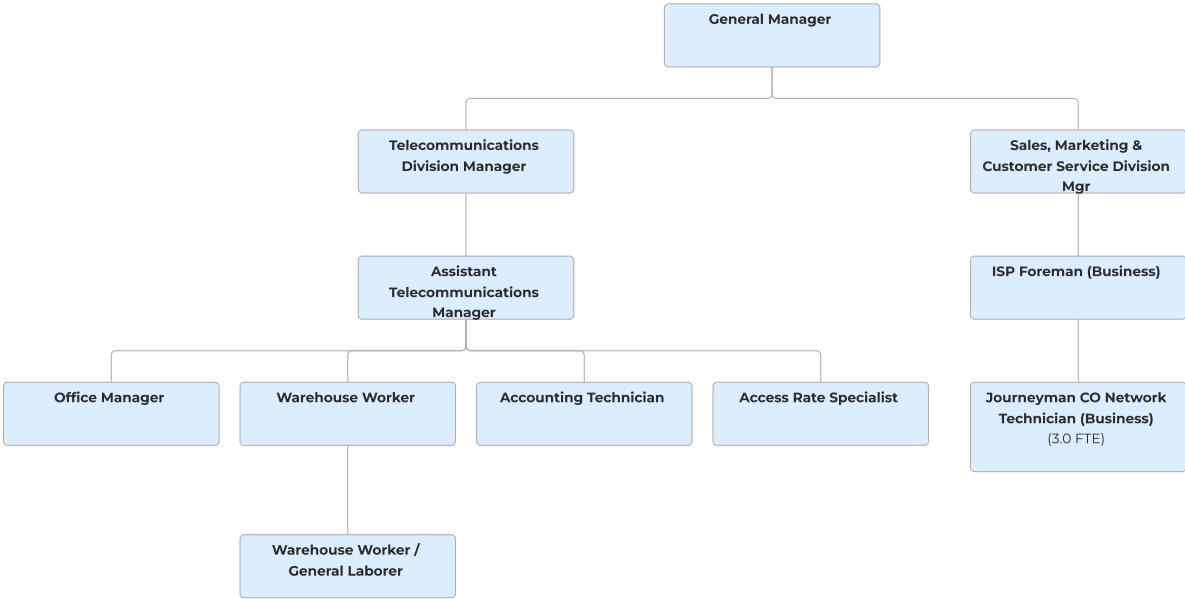 General Manager
Telecommunications
Division Manager
Sales, Marketing &
Customer Service Division
Mgr
Assistant
Telecommunications
Manager
ISP Foreman (Business)
Office Manager
Warehouse Worker
Accounting Technician
Access Rate Specialist
Journeyman CO Network
Technician (Business)
(3.0 FTE)
Warehouse Worker /
General Laborer